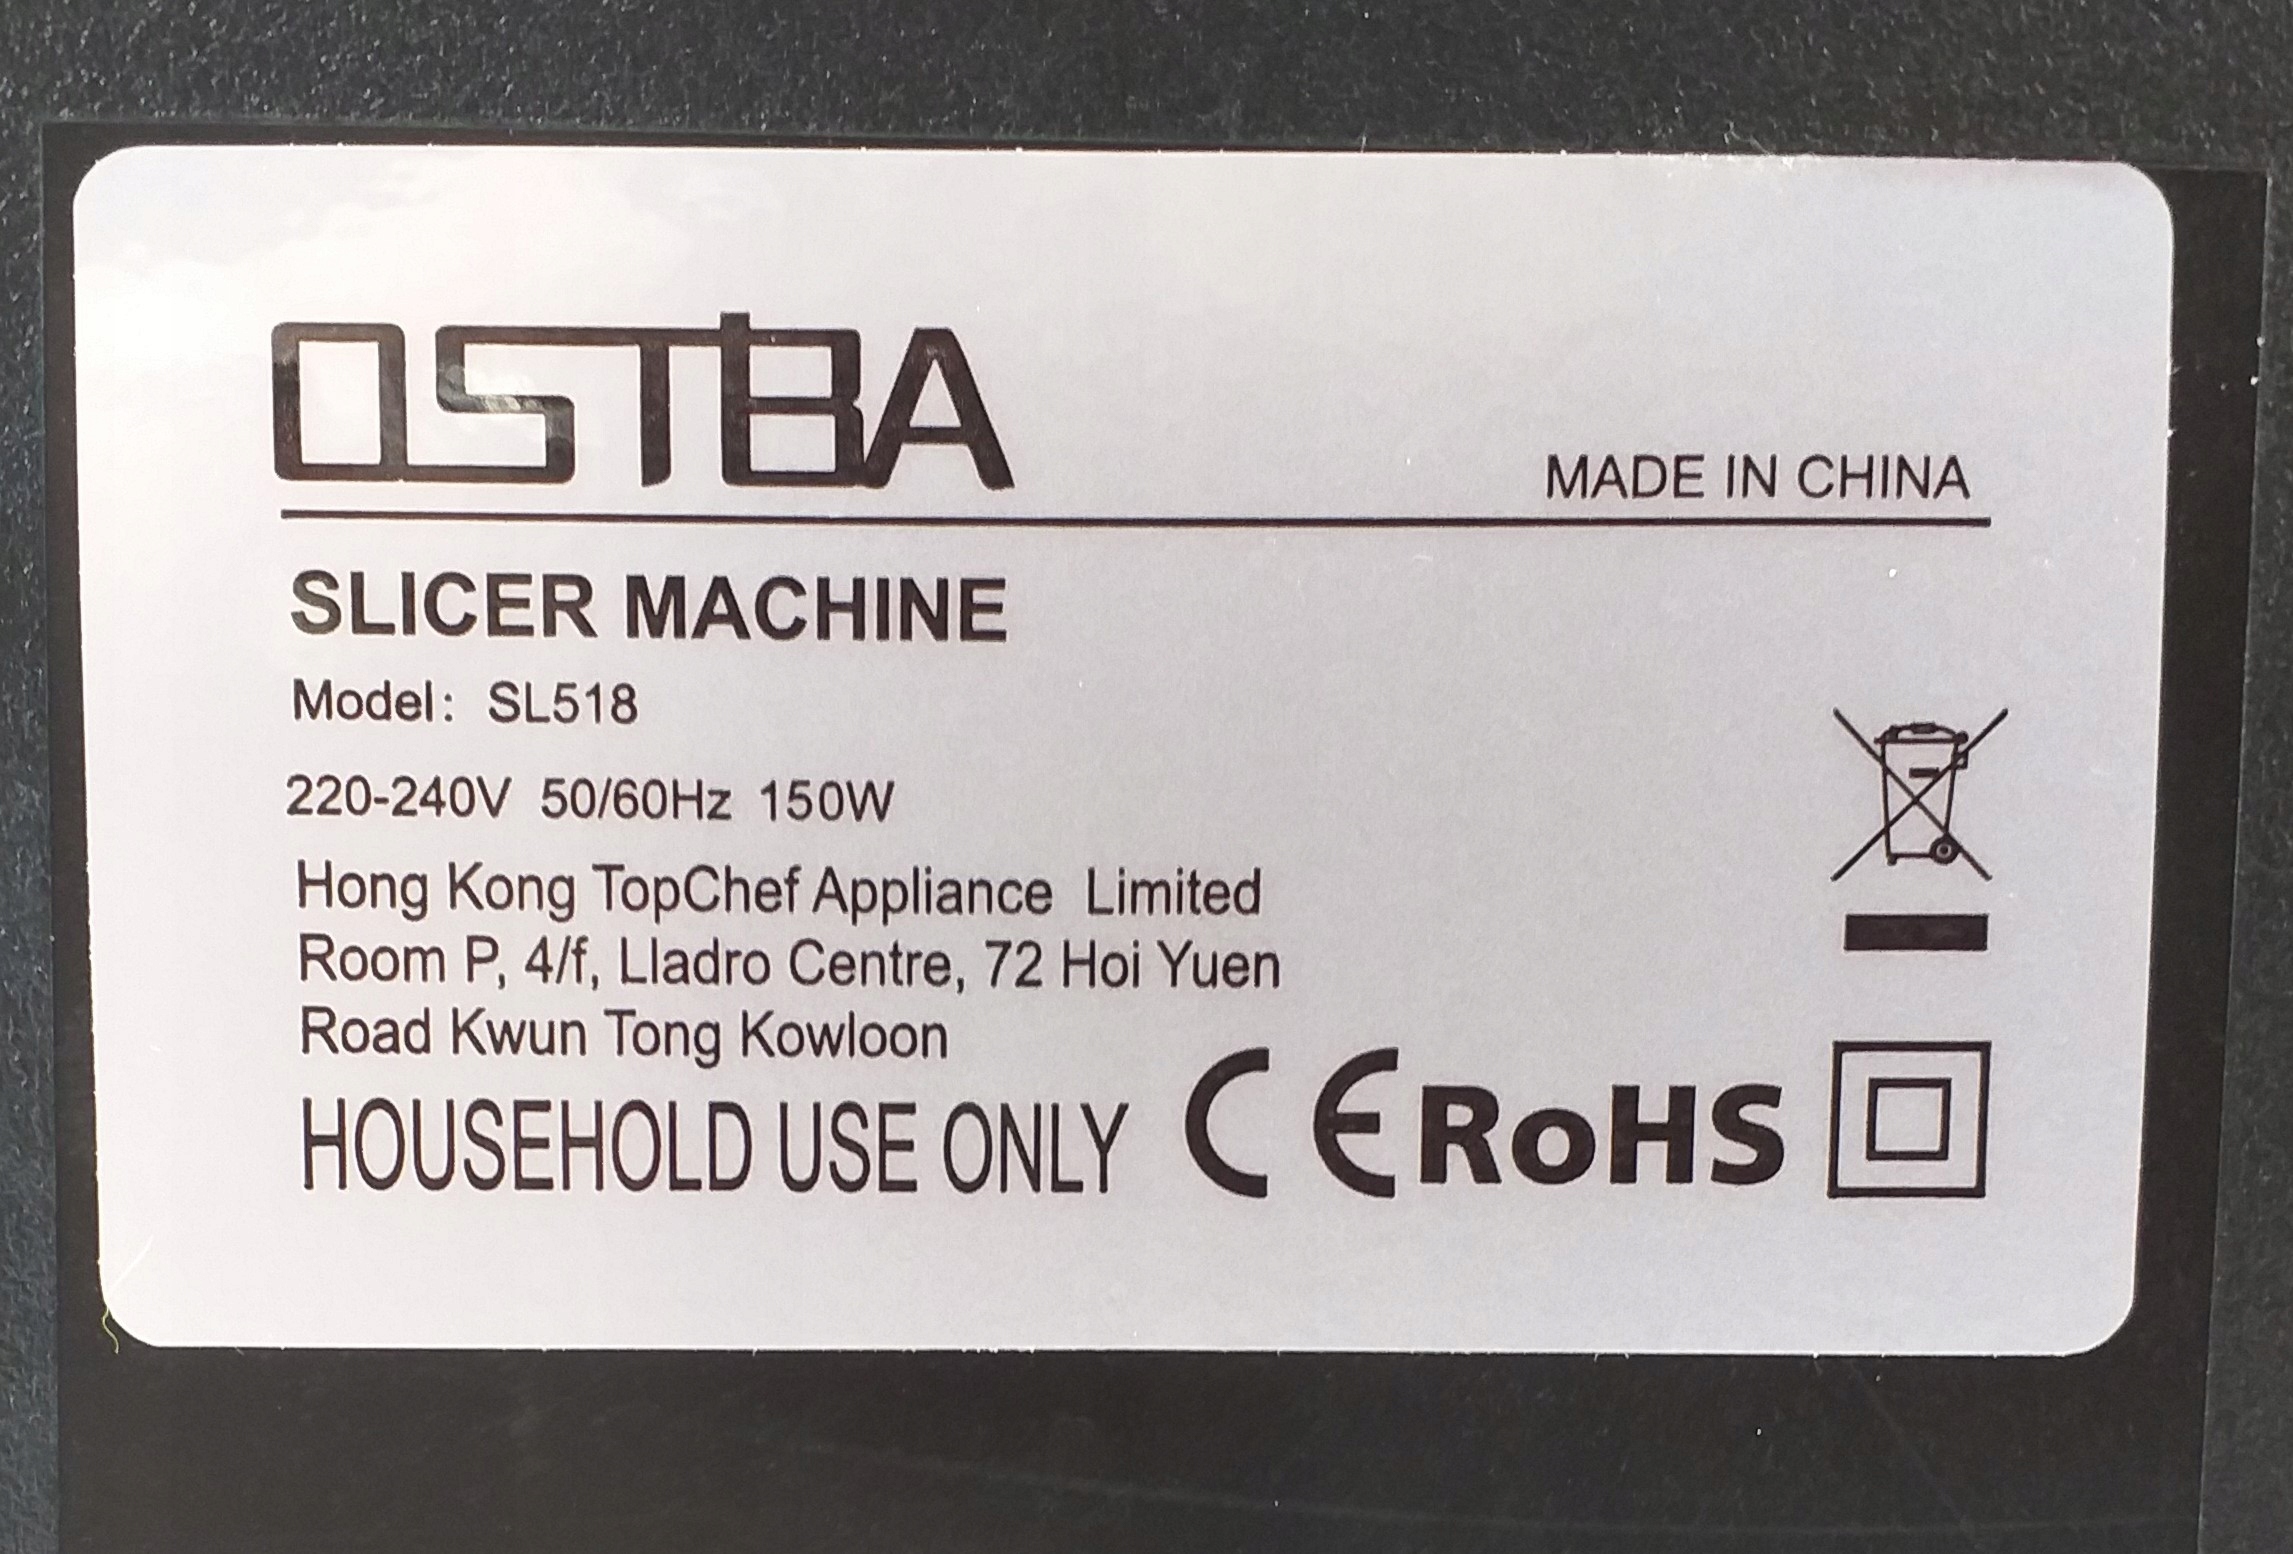 OSTBA
MADE IN CHINA
SLICER MACHINE
Model: SL518
220-240V 50/60Hz 150W
Hong Kong TopChef Appliance Limited
Room P, 4/f, Lladro Centre, 72 Hoi Yuen
Road Kwun Tong Kowloon
HOUSEHOLD USE ONLY CE RoHS